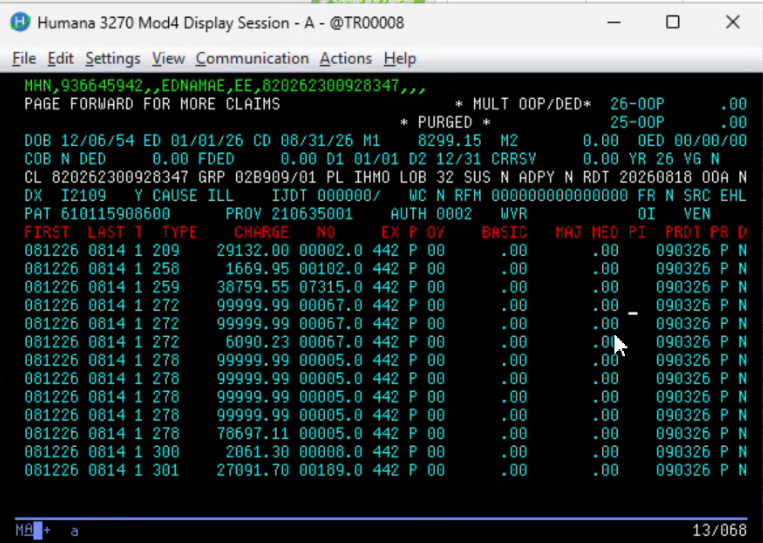 Humana 3270 Mod4 Display Session - A - @TR00008
File Edit Settings View Communication Actions Help
MHN,936645942,,EDNAMAE,EE,820262300928347,,,
PAGE FORWARD FOR MORE CLAIMS * MULT OOP/DED* 26-OOP .00
* PURGED * 25-OOP .00
DOB 12/06/54 ED 01/01/26 CD 08/31/26 M1 8299.15 M2 0.00 OED 00/00/00
COB N DED 0.00 FDED 0.00 D1 01/01 D2 12/31 CRRSV 0.00 YR 26 VG N
CL 820262300928347 GRP 02B909/01 PL IHMO LOB 32 SUS N ADPY N RDT 20260818 OOA N
DX I2109 Y CAUSE ILL IJDT 000000/ WC N RFM 000000000000000 FR N SRC EHL
PAT 610115908600 PROV 210635001 AUTH 0002 WVR OI VEN
FIRST LAST T TYPE CHARGE NO EX P OV BASIC MAJ MED PI PRDT PR D
081226 0814 1 209 29132.00 00002.0 442 P 00 .00 .00 090326 P N
081226 0814 1 258 1669.95 00102.0 442 P 00 .00 .00 090326 P N
081226 0814 1 259 38759.55 07315.0 442 P 00 .00 .00 090326 P N
081226 0814 1 272 99999.99 00067.0 442 P 00 .00 .00 _ 090326 P N
081226 0814 1 272 99999.99 00067.0 442 P 00 .00 .00 090326 P N
081226 0814 1 272 6090.23 00067.0 442 P 00 .00 .00 090326 P N
081226 0814 1 278 99999.99 00005.0 442 P 00 .00 .00 090326 P N
081226 0814 1 278 99999.99 00005.0 442 P 00 .00 .00 090326 P N
081226 0814 1 278 99999.99 00005.0 442 P 00 .00 .00 090326 P N
081226 0814 1 278 99999.99 00005.0 442 P 00 .00 .00 090326 P N
081226 0814 1 278 78697.11 00005.0 442 P 00 .00 .00 090326 P N
081226 0814 1 300 2061.30 00008.0 442 P 00 .00 .00 090326 P N
081226 0814 1 301 27091.70 00189.0 442 P 00 .00 .00 090326 P N
MA + a 13/068